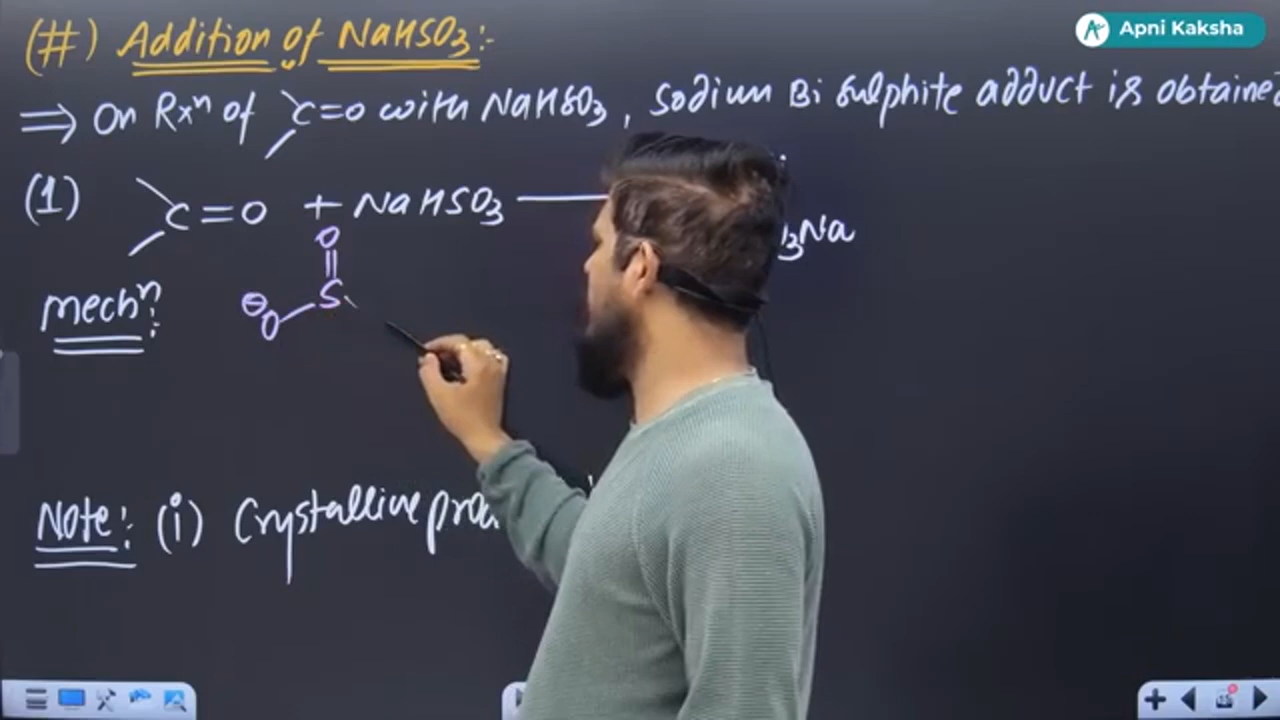 Apni Kaksha
(#) Addition of NaHSO3:-
⇒ On Rxⁿ of >C=O with NaHSO3, Sodium Bi Sulphite adduct is obtained
(1) >C=O + NaHSO3 —
3Na
Mechⁿ:
O
||
⊖O–S
Note: (i) Crystalline